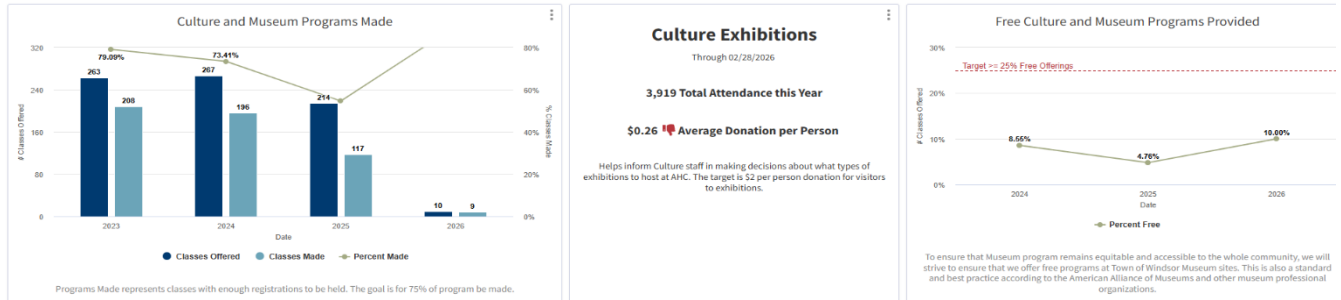 Culture and Museum Programs Made
320
240
160
80
0
# Classes Offered
80%
60%
40%
20%
0%
% Classes Made
79.09%
73.41%
263
208
267
196
214
117
10
9
2023
2024
2025
2026
Date
Classes Offered
Classes Made
Percent Made
Programs Made represents classes with enough registrations to be held. The goal is for 75% of program be made.
Culture Exhibitions
Through 02/28/2026
3,919 Total Attendance this Year
$0.26 Average Donation per Person
Helps inform Culture staff in making decisions about what types of
exhibitions to host at AHC. The target is $2 per person donation for visitors
to exhibitions.
Free Culture and Museum Programs Provided
30%
20%
10%
0%
# Classes Offered
Target >= 25% Free Offerings
8.55%
4.76%
10.00%
2024
2025
2026
Date
Percent Free
To ensure that Museum program remains equitable and accessible to the whole community, we will
strive to ensure that we offer free programs at Town of Windsor Museum sites. This is also a standard
and best practice according to the American Alliance of Museums and other museum professional
organizations.